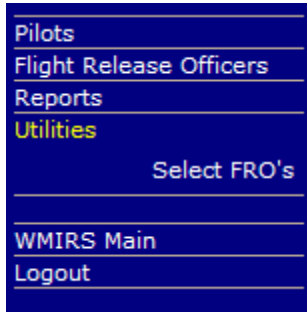 Pilots
Flight Release Officers
Reports
Utilities
Select FRO's
WMIRS Main
Logout